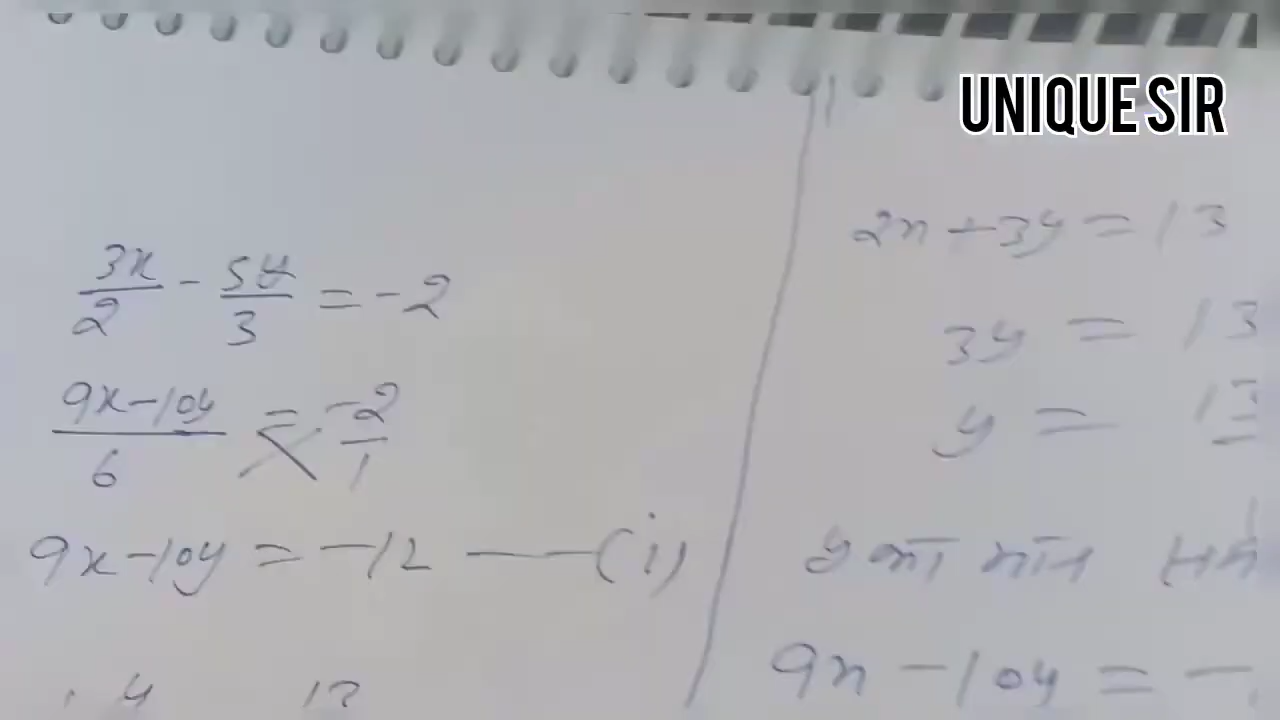 UNIQUE SIR
3x/2 - 5y/3 = -2
9x-10y/6 = -2/1
9x-10y = -12 —— (i)
2x+3y = 13
3y = 13
y = 13
y का मान
9x - 10y = -